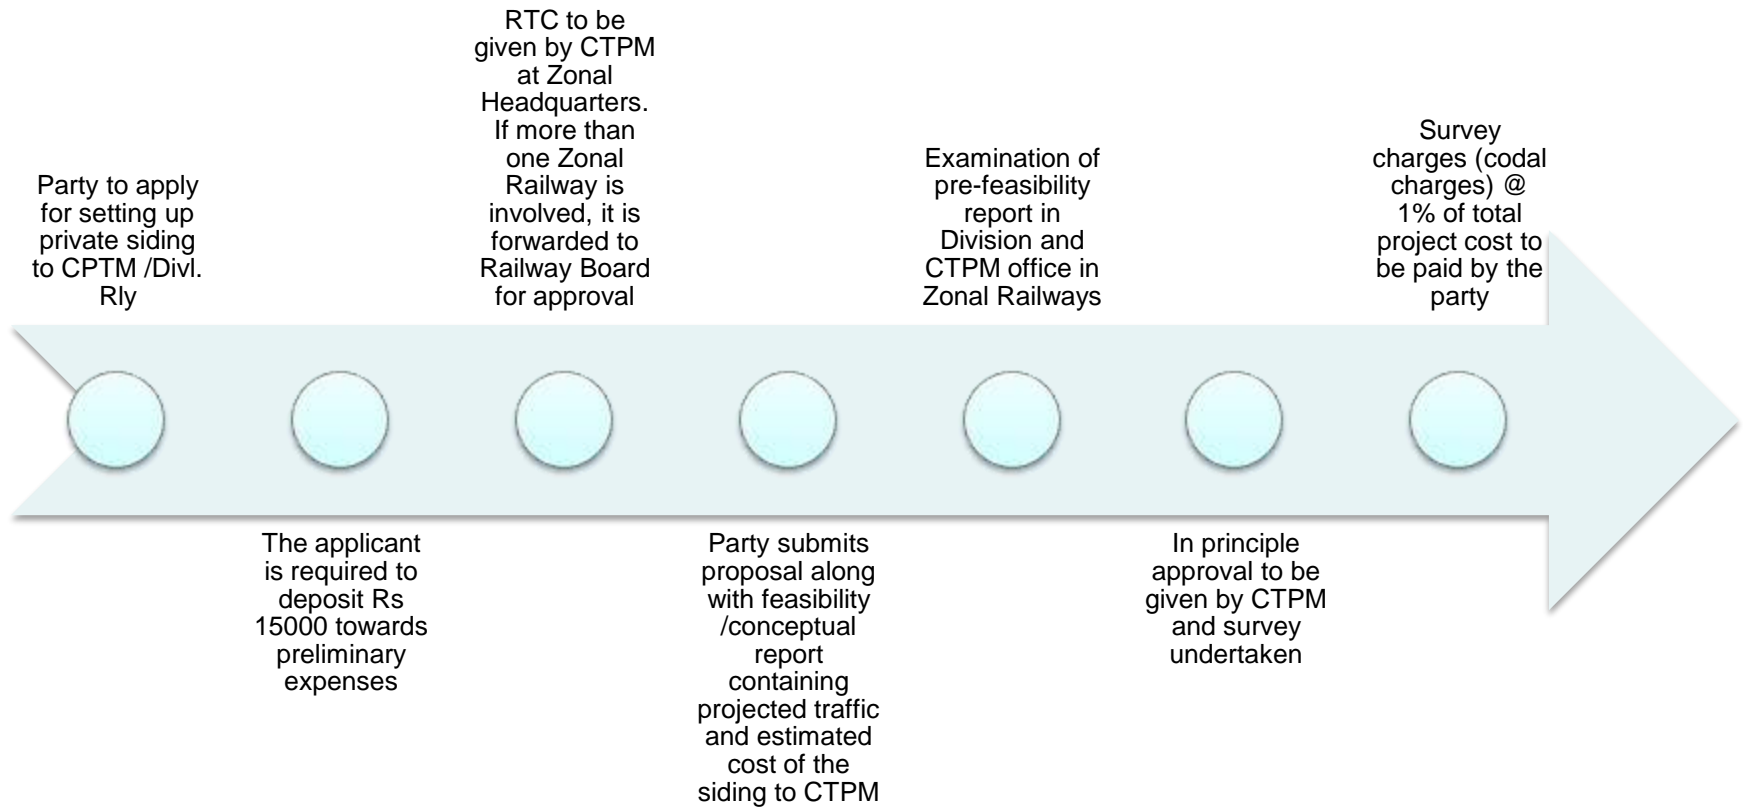 Party to apply
for setting up
private siding
to CPTM /Divl.
Rly
The applicant
is required to
deposit Rs
15000 towards
preliminary
expenses
RTC to be
given by CTPM
at Zonal
Headquarters.
If more than
one Zonal
Railway is
involved, it is
forwarded to
Railway Board
for approval
Party submits
proposal along
with feasibility
/conceptual
report
containing
projected traffic
and estimated
cost of the
siding to CTPM
Examination of
pre-feasibility
report in
Division and
CTPM office in
Zonal Railways
In principle
approval to be
given by CTPM
and survey
undertaken
Survey
charges (codal
charges) @
1% of total
project cost to
be paid by the
party